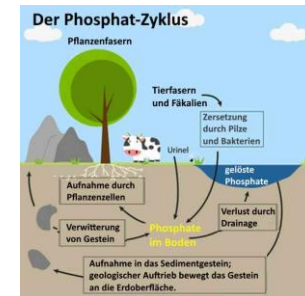 Der Phosphat-Zyklus
Pflanzenfasern
Tierfasern
und Fäkalien
Zersetzung
durch Pilze
und Bakterien
Urinel
gelöste
Phosphate
Aufnahme durch
Pflanzenzellen
Verlust durch
Drainage
Verwitterung
von Gestein
Phosphate
im Boden
Aufnahme in das Sedimentgestein;
geologischer Auftrieb bewegt das Gestein
an die Erdoberfläche.